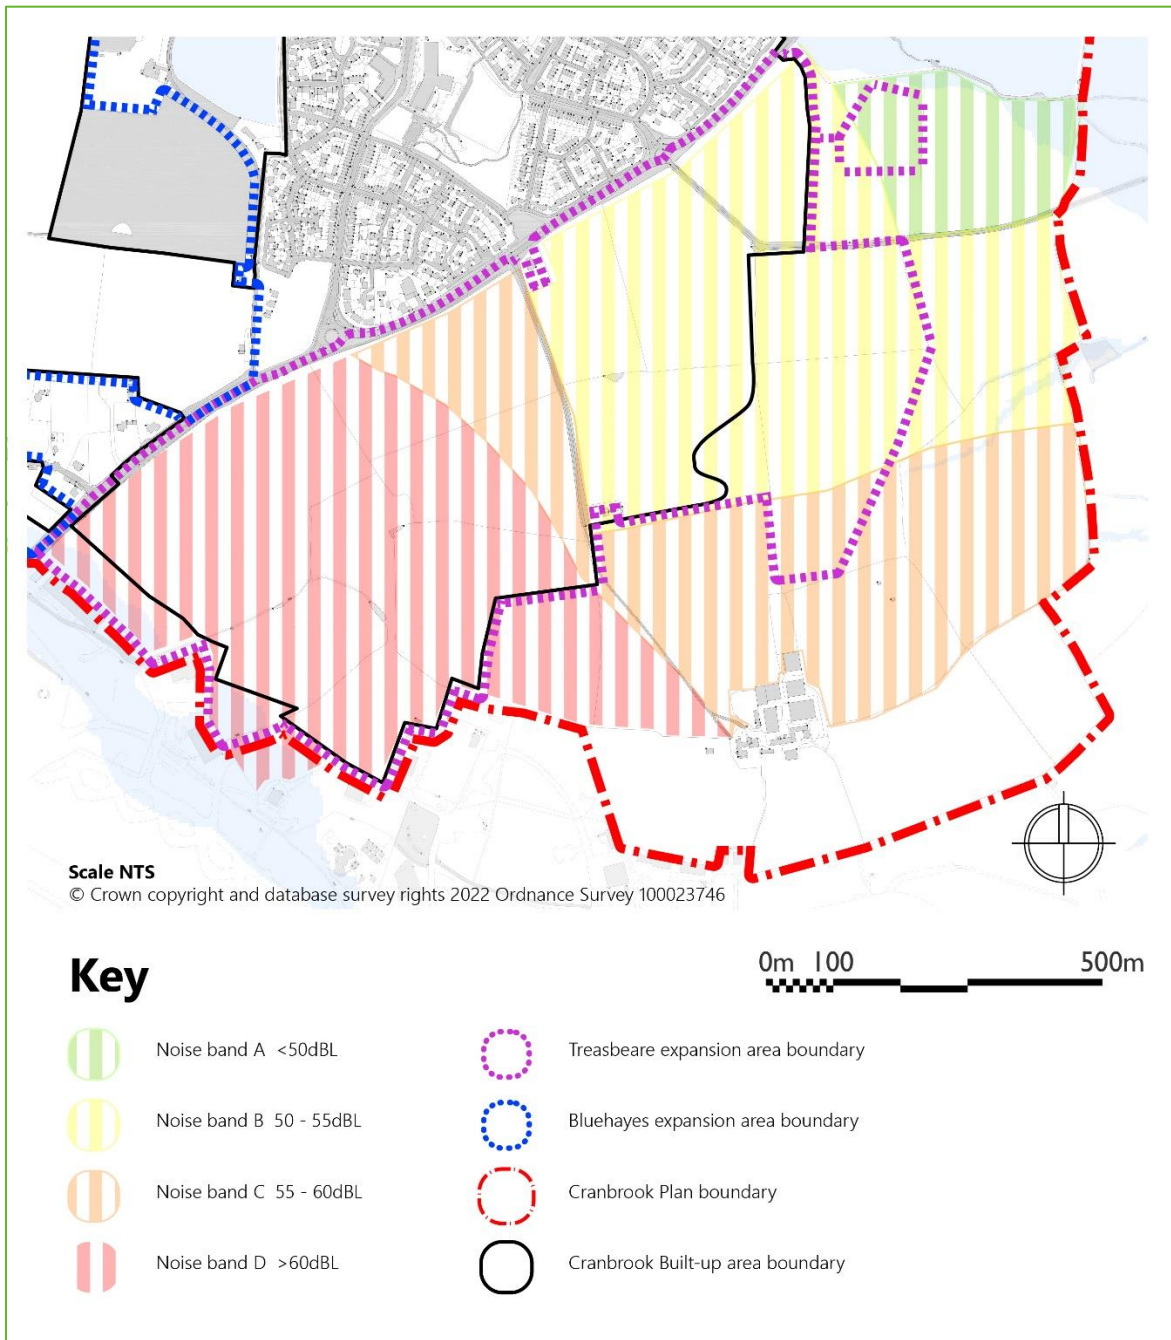 Scale NTS
© Crown copyright and database survey rights 2022 Ordnance Survey 100023746
Key
0m 100 500m
Noise band A <50dBL
Treasbeare expansion area boundary
Noise band B 50 - 55dBL
Bluehayes expansion area boundary
Noise band C 55 - 60dBL
Cranbrook Plan boundary
Noise band D >60dBL
Cranbrook Built-up area boundary